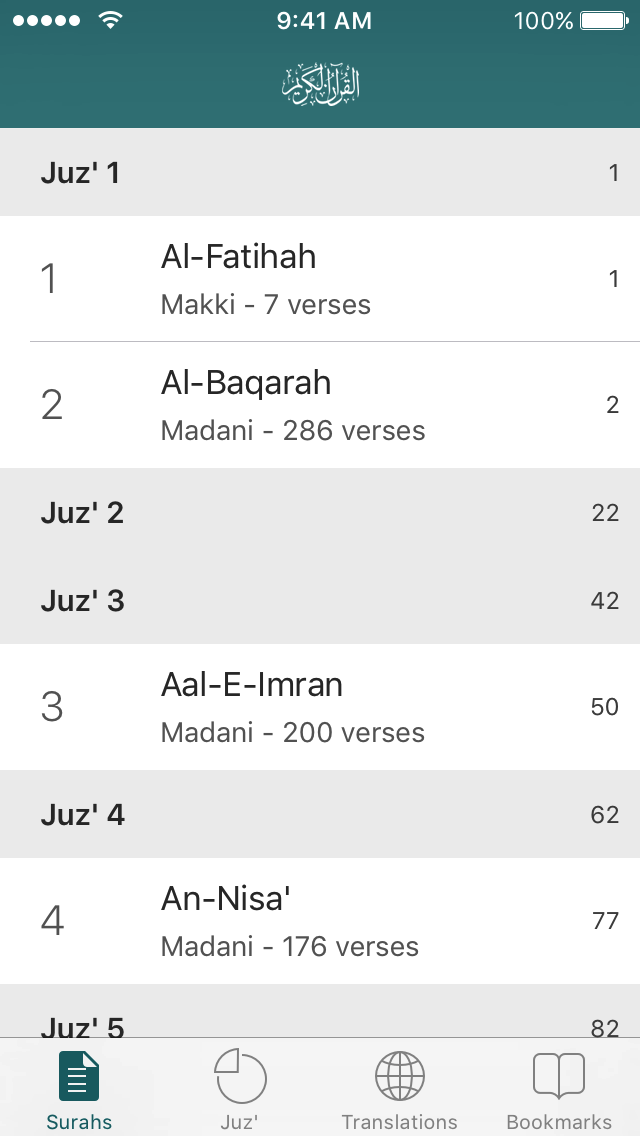 9:41 AM 100%
القرآن الكريم
Juz' 1 1
1 Al-Fatihah 1
Makki - 7 verses
2 Al-Baqarah 2
Madani - 286 verses
Juz' 2 22
Juz' 3 42
3 Aal-E-Imran 50
Madani - 200 verses
Juz' 4 62
4 An-Nisa' 77
Madani - 176 verses
Juz' 5 82
Surahs Juz' Translations Bookmarks